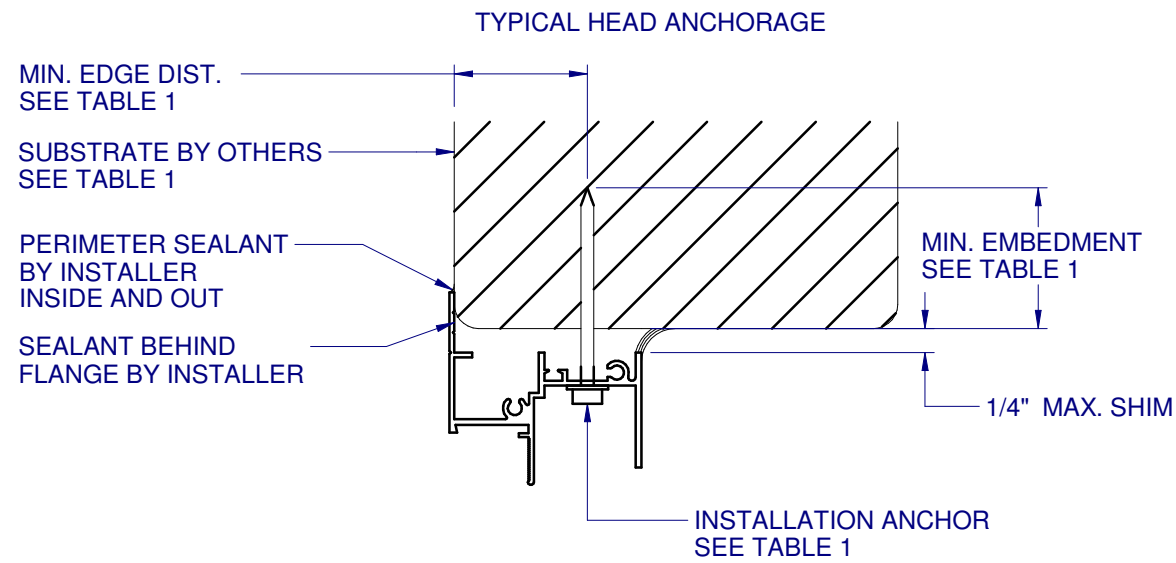 TYPICAL HEAD ANCHORAGE
MIN. EDGE DIST.
SEE TABLE 1
SUBSTRATE BY OTHERS
SEE TABLE 1
PERIMETER SEALANT
BY INSTALLER
INSIDE AND OUT
SEALANT BEHIND
FLANGE BY INSTALLER
MIN. EMBEDMENT
SEE TABLE 1
1/4" MAX. SHIM
INSTALLATION ANCHOR
SEE TABLE 1